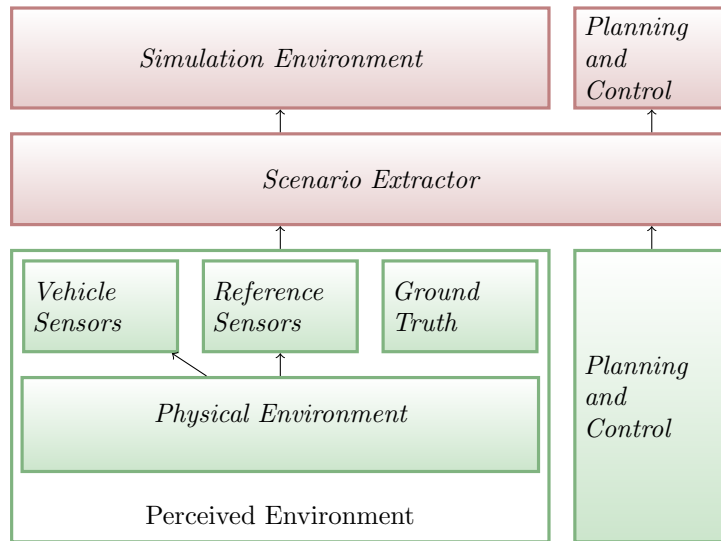 Simulation Environment
Planning
and
Control
Scenario Extractor
Vehicle
Sensors
Reference
Sensors
Ground
Truth
Physical Environment
Planning
and
Control
Perceived Environment